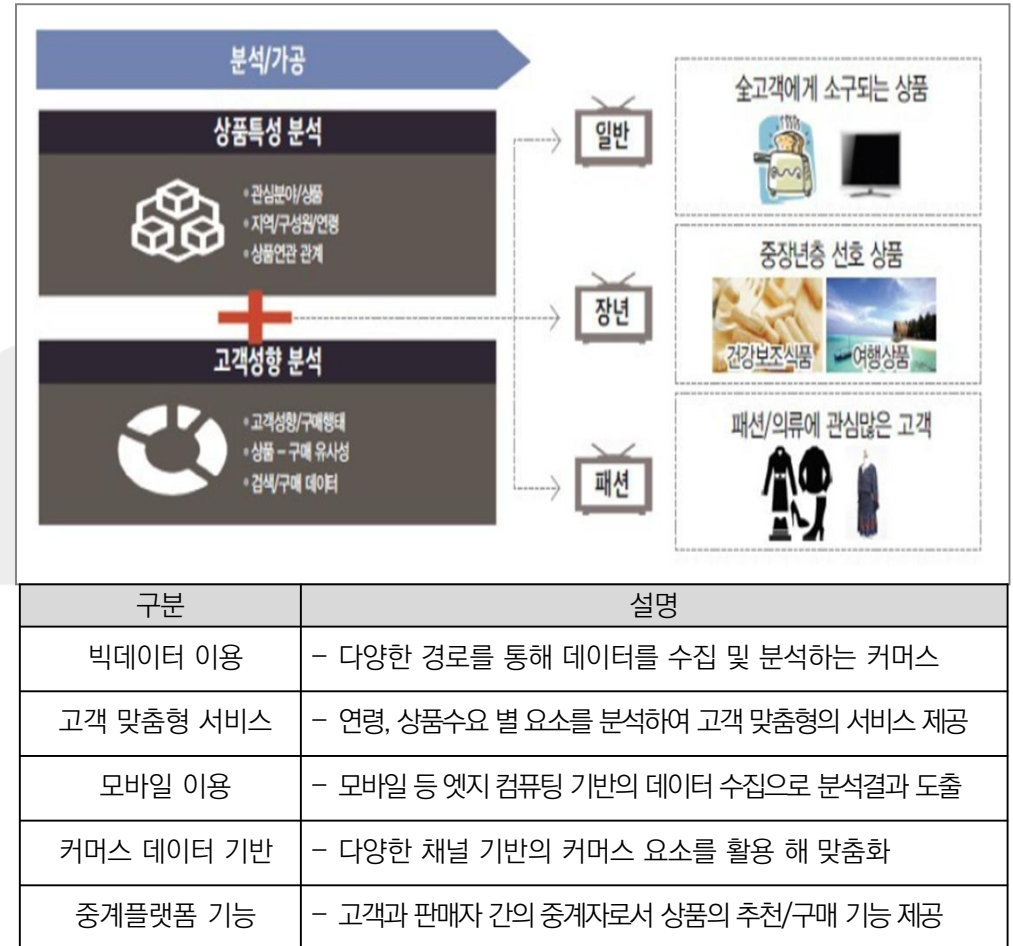 분석/가공
상품특성 분석
• 관심분야/상품
• 지역/구성원/연령
• 상품연관 관계
고객성향 분석
• 고객성향/구매행태
• 상품 – 구매 유사성
• 검색/구매 데이터
일반
全고객에게 소구되는 상품
장년
중장년층 선호 상품
건강보조식품
여행상품
패션
패션/의류에 관심많은 고객
구분 설명
빅데이터 이용 – 다양한 경로를 통해 데이터를 수집 및 분석하는 커머스
고객 맞춤형 서비스 – 연령, 상품수요 별 요소를 분석하여 고객 맞춤형의 서비스 제공
모바일 이용 – 모바일 등 엣지 컴퓨팅 기반의 데이터 수집으로 분석결과 도출
커머스 데이터 기반 – 다양한 채널 기반의 커머스 요소를 활용 해 맞춤화
중계플랫폼 기능 – 고객과 판매자 간의 중계자로서 상품의 추천/구매 기능 제공